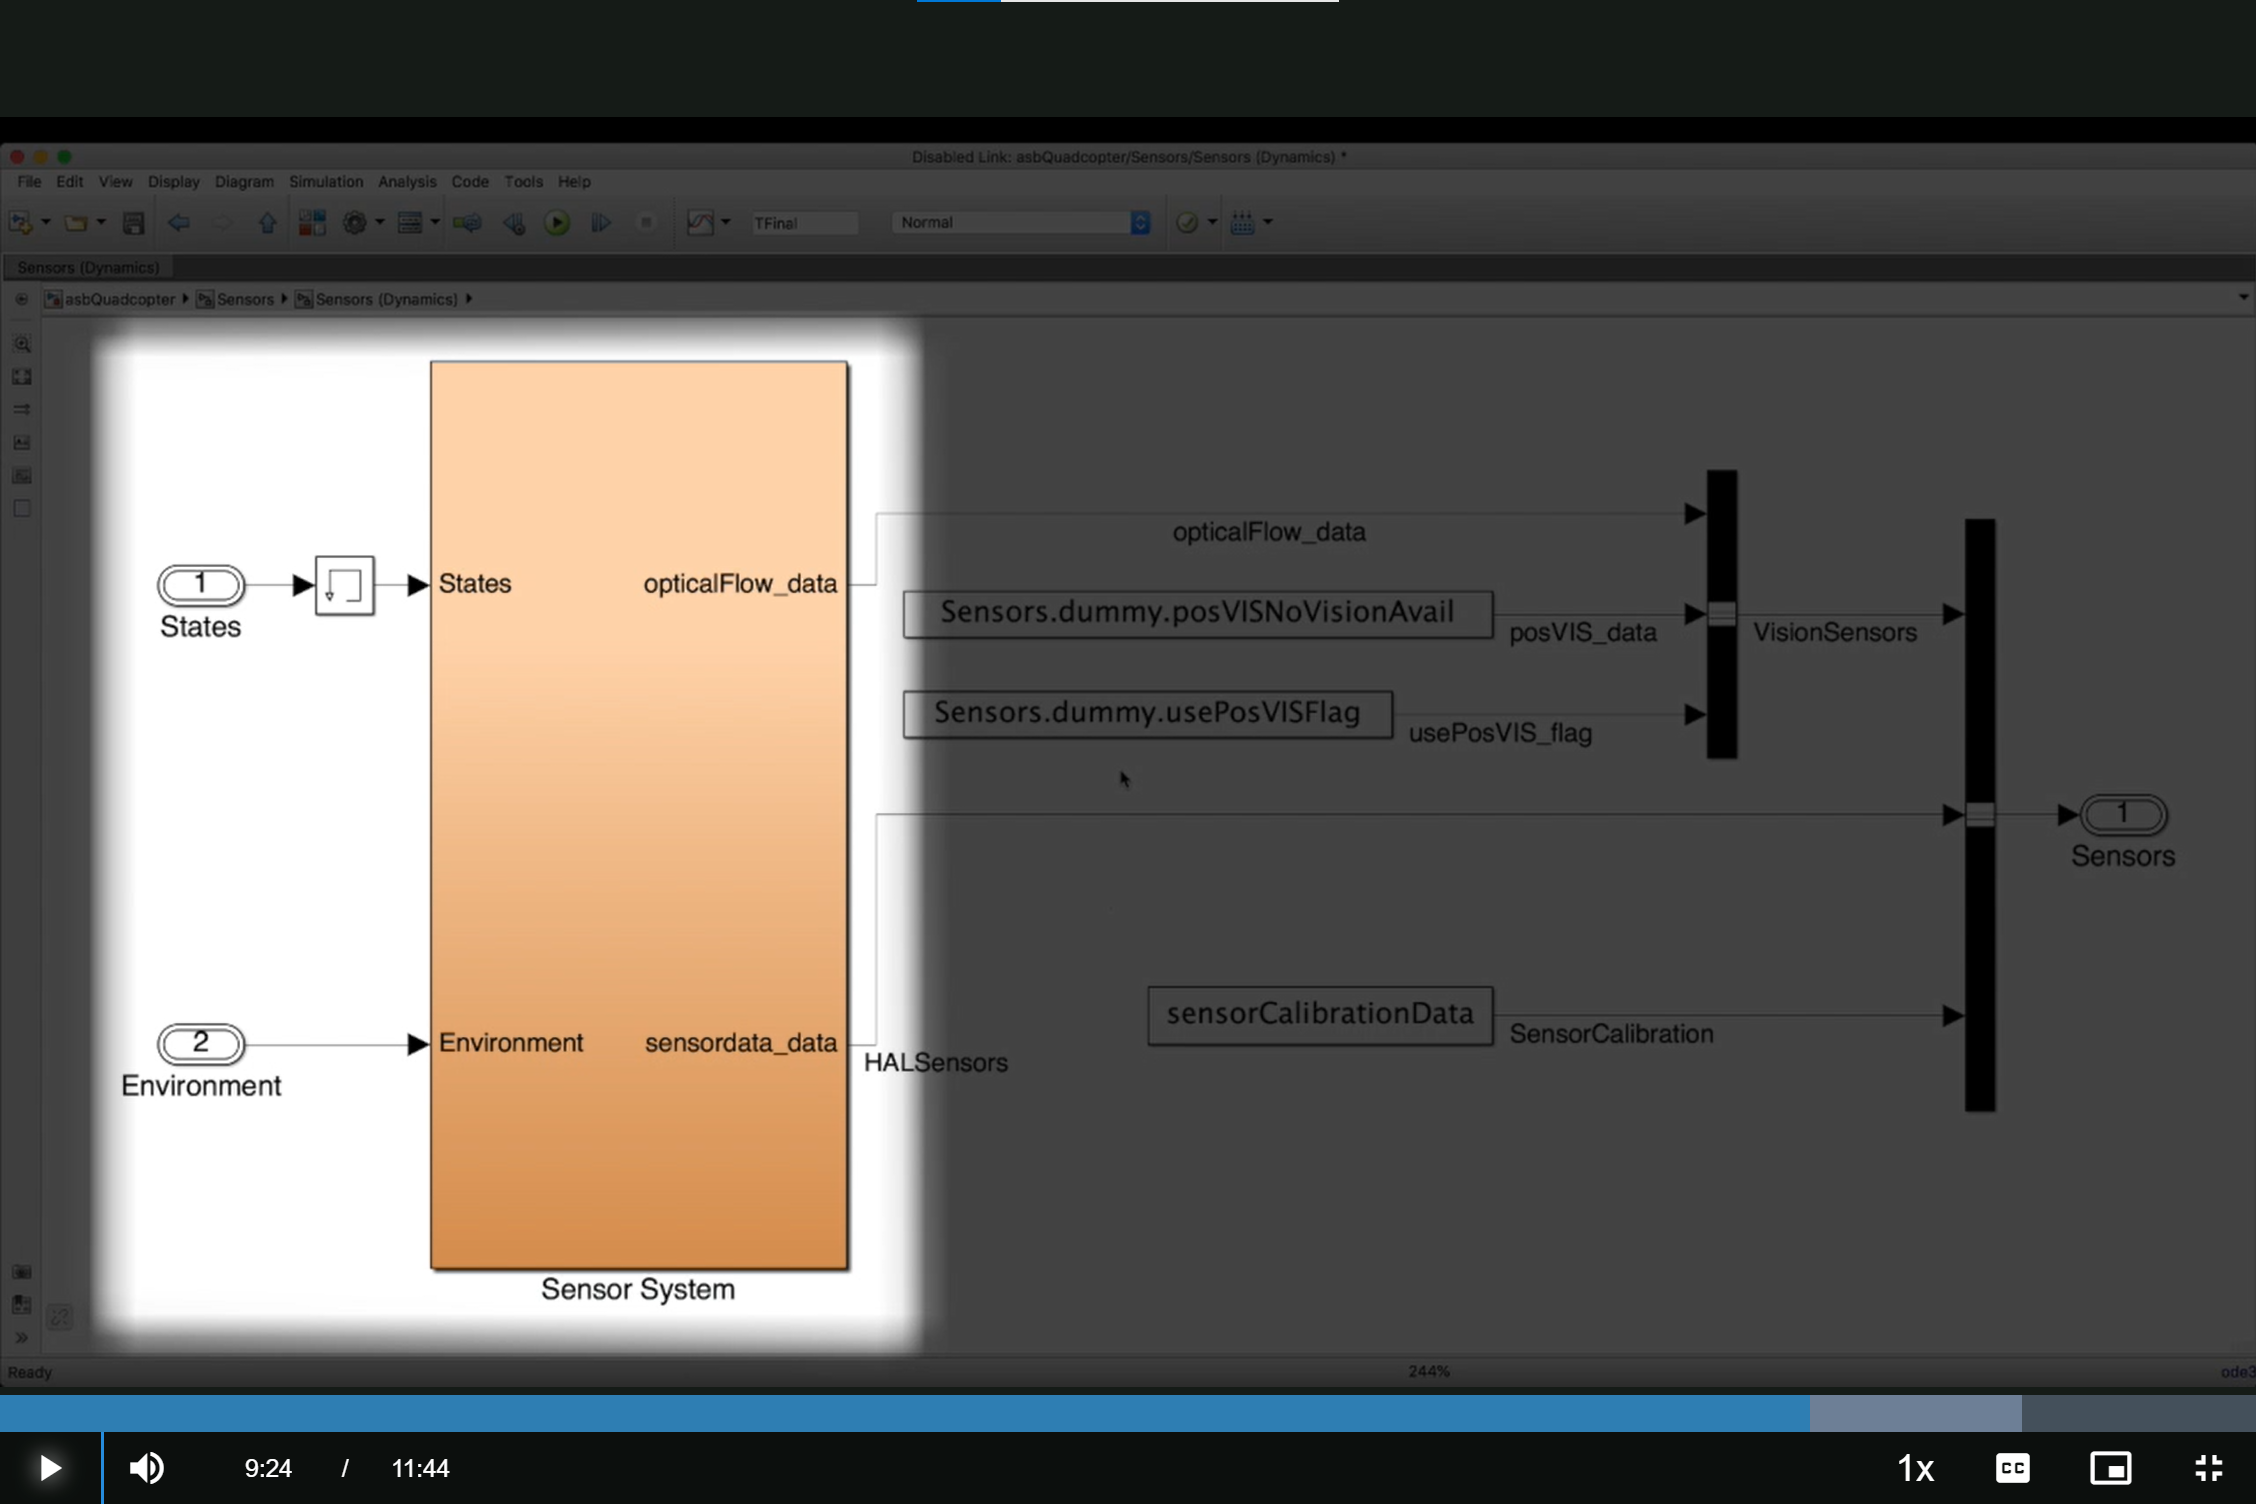 Disabled Link: asbQuadcopter/Sensors/Sensors (Dynamics) *
File Edit View Display Diagram Simulation Analysis Code Tools Help
TFinal Normal
Sensors (Dynamics)
asbQuadcopter Sensors Sensors (Dynamics)
opticalFlow_data
1 States opticalFlow_data
States
Sensors.dummy.posVISNoVisionAvail
posVIS_data VisionSensors
Sensors.dummy.usePosVISFlag
usePosVIS_flag
1
Sensors
sensorCalibrationData
SensorCalibration
2 Environment sensordata_data
HALSensors
Environment
Sensor System
Ready 244% ode3
9:24 / 11:44 1x CC